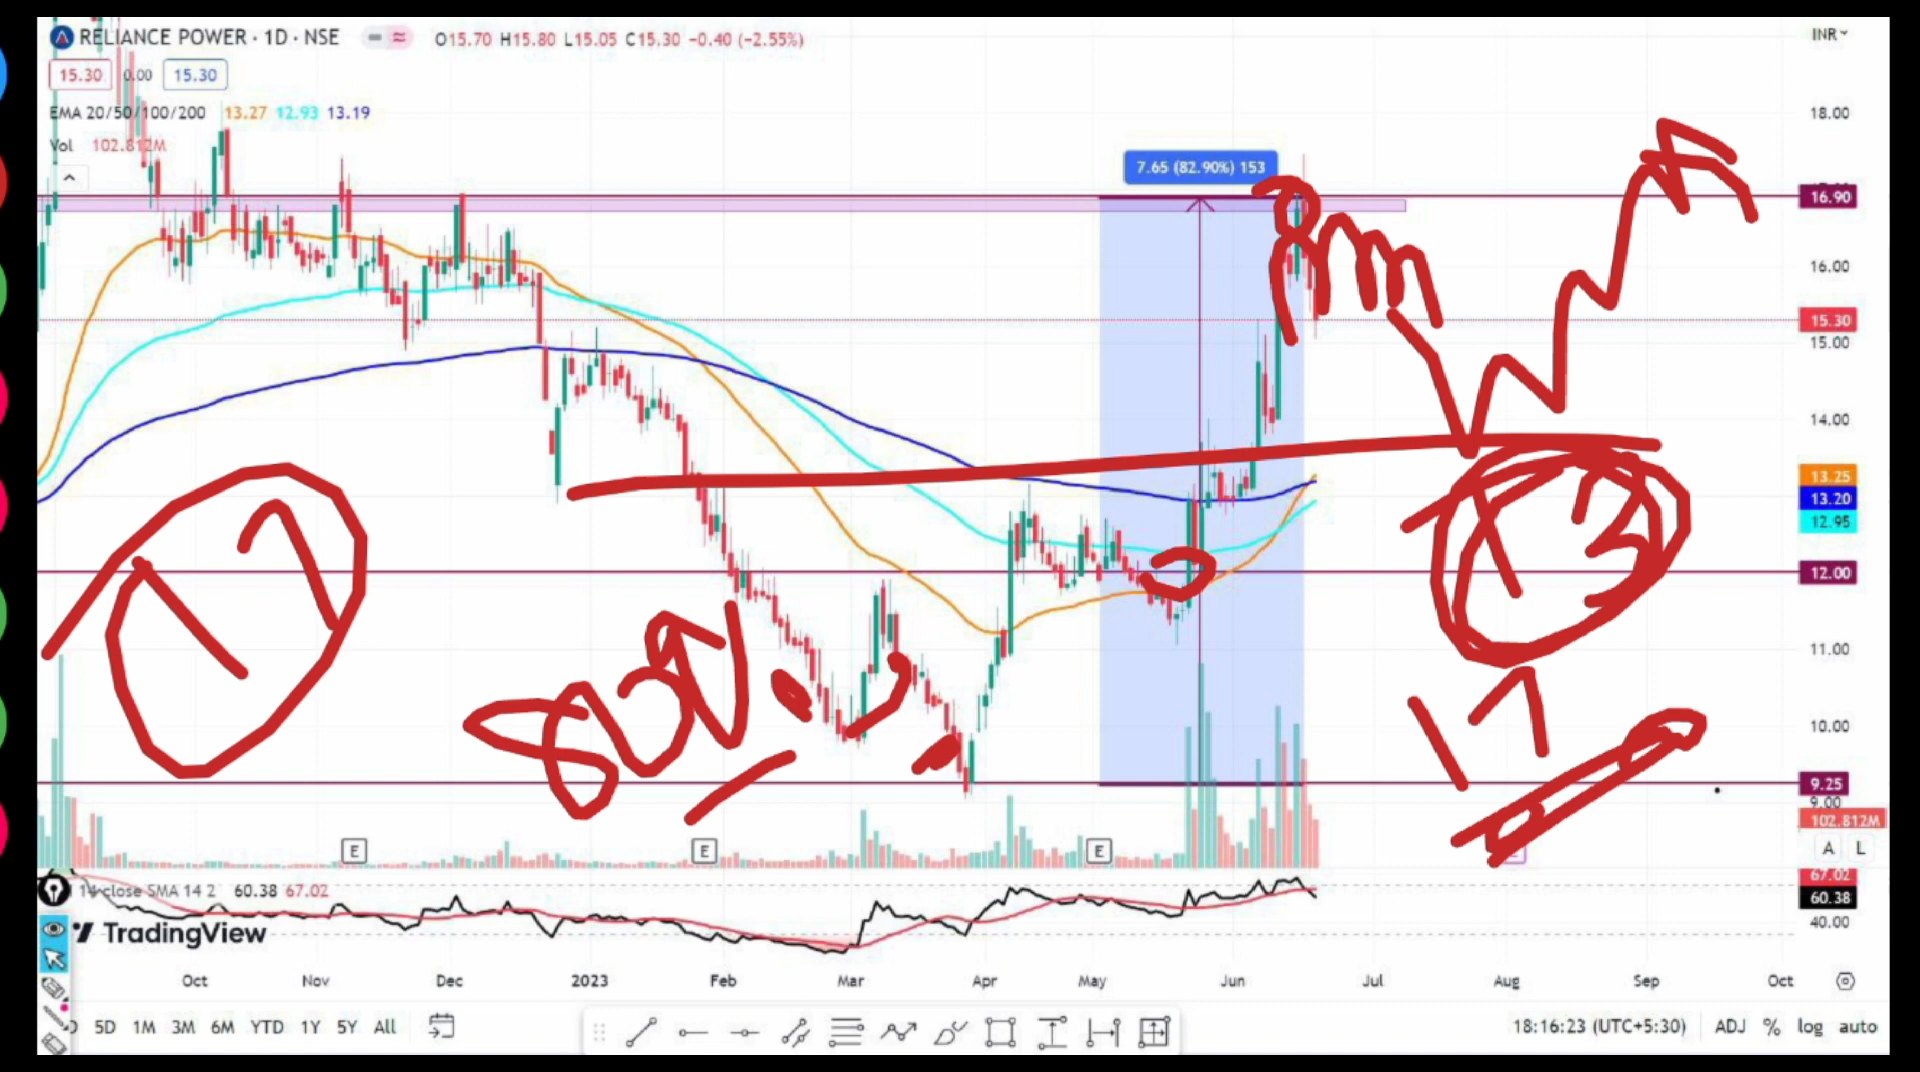 RELIANCE POWER · 1D · NSE O15.70 H15.80 L15.05 C15.30 −0.40 (−2.55%)
INR
15.30 0.00 15.30
EMA 20/50/100/200 13.27 12.93 13.19
Vol 102.812M
7.65 (82.90%) 153
18.00
16.90
16.00
15.30
15.00
14.00
13.25
13.20
12.95
12.00
11.00
10.00
9.25
9.00
102.812M
17
80%
13
17
E E E
A L
14 close SMA 14 2 60.38 67.02
67.02
60.38
40.00
TradingView
Oct Nov Dec 2023 Feb Mar Apr May Jun Jul Aug Sep Oct
5D 1M 3M 6M YTD 1Y 5Y All
18:16:23 (UTC+5:30) ADJ % log auto